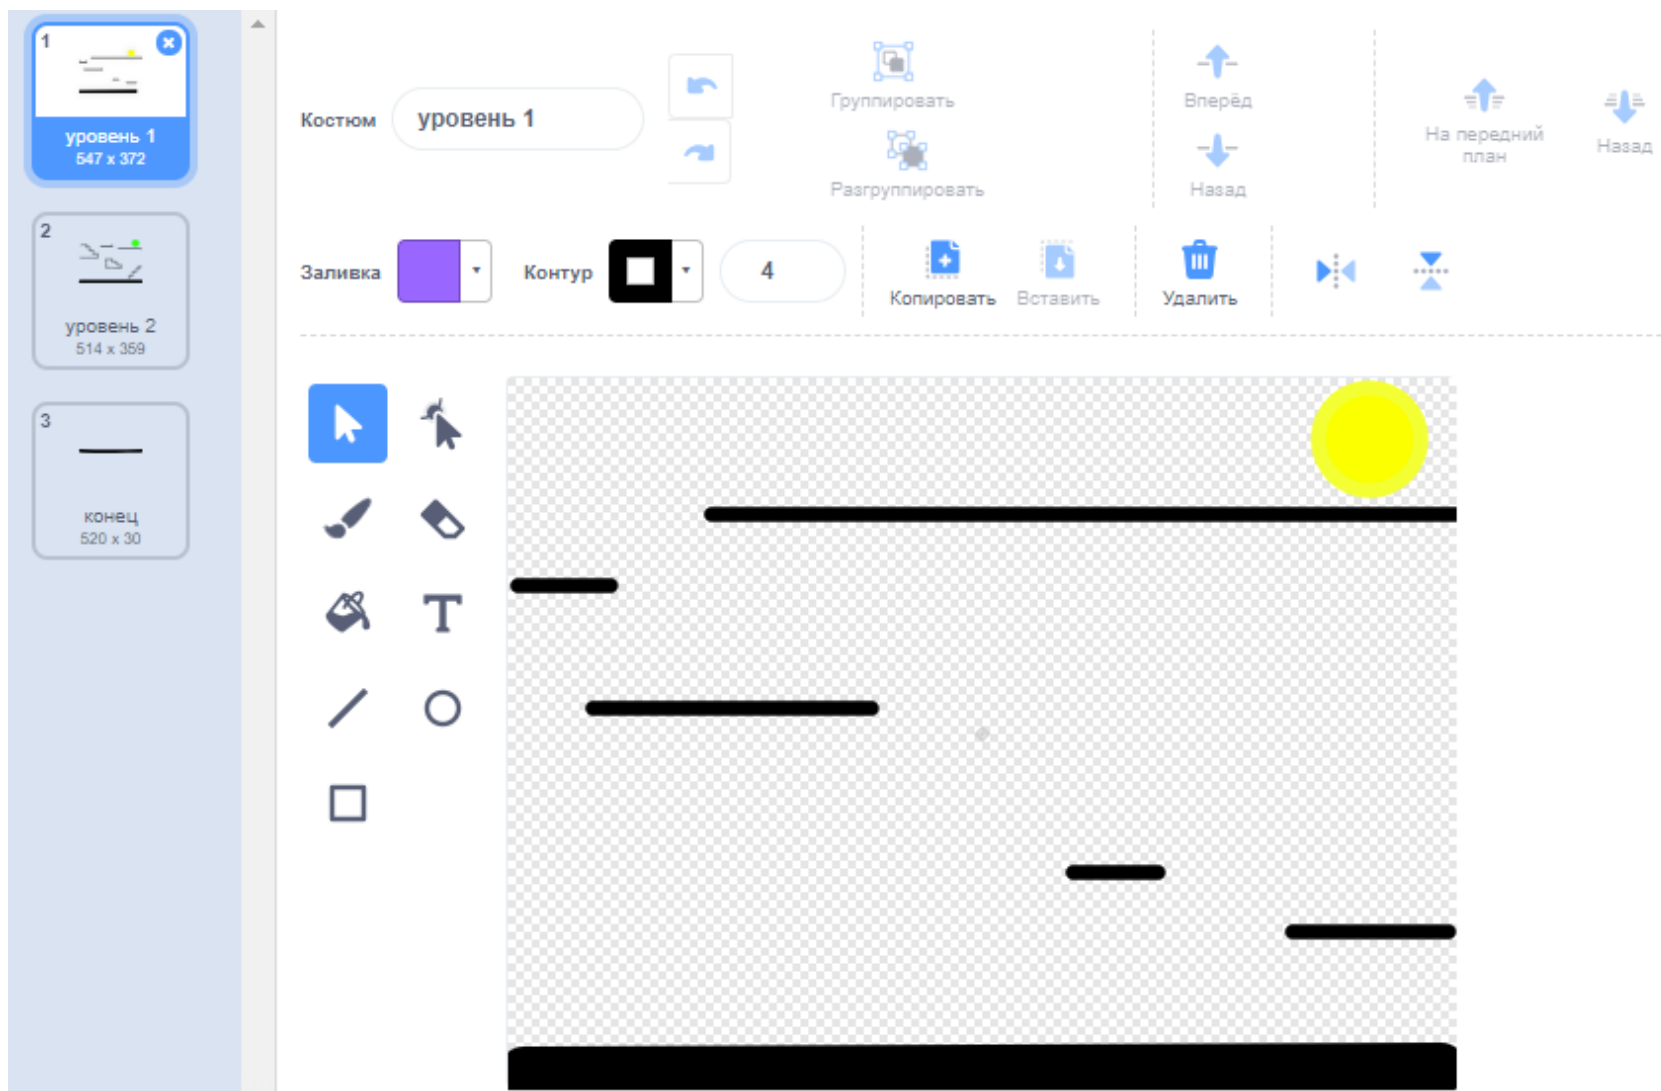 1
уровень 1
547 x 372
2
уровень 2
514 x 359
3
конец
520 x 30
Костюм
уровень 1
Группировать
Разгруппировать
Вперёд
Назад
На передний
план
Назад
Заливка
Контур
4
Копировать
Вставить
Удалить
T